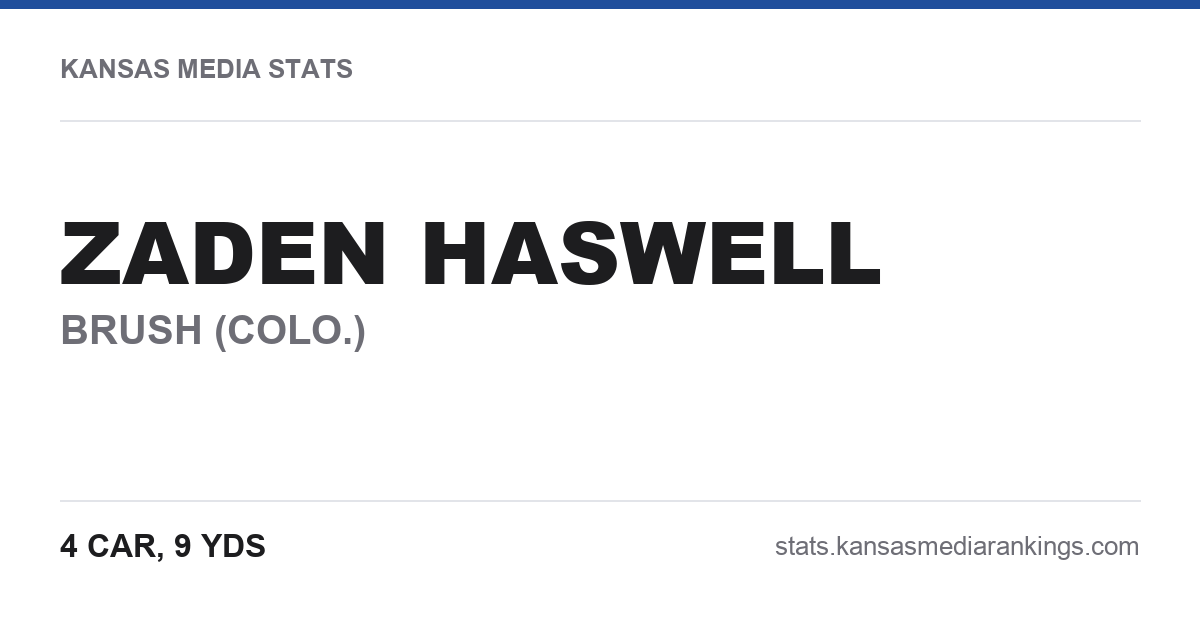 KANSAS MEDIA STATS
ZADEN HASWELL
BRUSH (COLO.)
4 CAR, 9 YDS
stats.kansasmediarankings.com